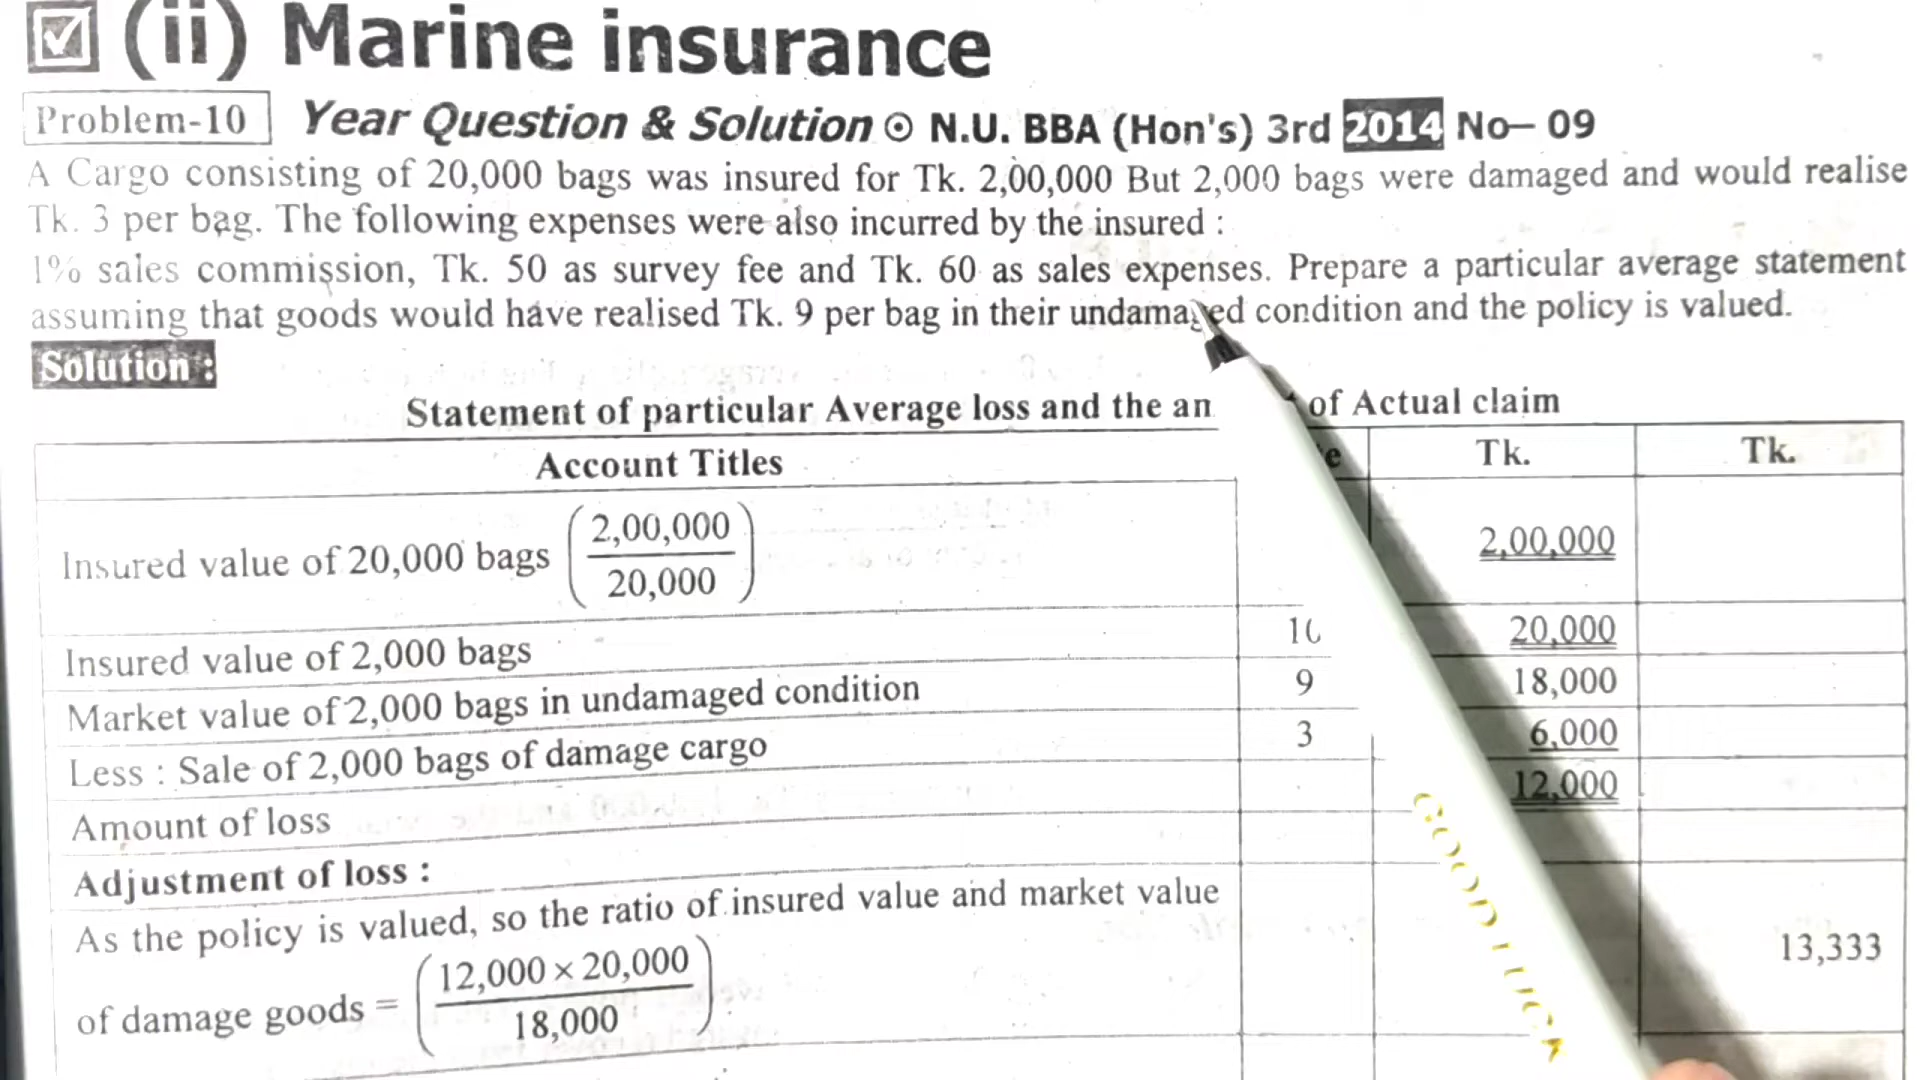 (ii) Marine insurance
Problem-10 Year Question & Solution ⊙ N.U. BBA (Hon's) 3rd 2014 No– 09
A Cargo consisting of 20,000 bags was insured for Tk. 2,00,000 But 2,000 bags were damaged and would realise
Tk. 3 per bag. The following expenses were also incurred by the insured :
1% sales commission, Tk. 50 as survey fee and Tk. 60 as sales expenses. Prepare a particular average statement
assuming that goods would have realised Tk. 9 per bag in their undamaged condition and the policy is valued.
Solution :
Statement of particular Average loss and the of Actual claim
Account Titles Tk. Tk.
Insured value of 20,000 bags (2,00,000 / 20,000) 2,00,000
Insured value of 2,000 bags 10 20,000
Market value of 2,000 bags in undamaged condition 9 18,000
Less : Sale of 2,000 bags of damage cargo 3 6,000
Amount of loss 12,000
Adjustment of loss :
As the policy is valued, so the ratio of insured value and market value
of damage goods = (12,000 × 20,000 / 18,000) 13,333
GOOD LUCK